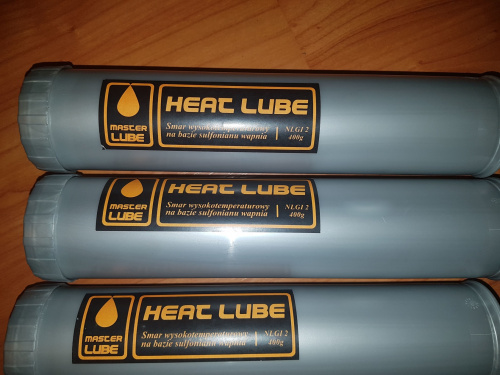 HEAT LUBE
MASTER
LUBE
Smar wysokotemperaturowy
na bazie sulfonianu wapnia
NLGI 2
400g
HEAT LUBE
MASTER
LUBE
Smar wysokotemperaturowy
na bazie sulfonianu wapnia
NLGI 2
400g
HEAT LUBE
MASTER
LUBE
Smar wysokotemperaturowy
na bazie sulfonianu wapnia
NLGI 2
400g